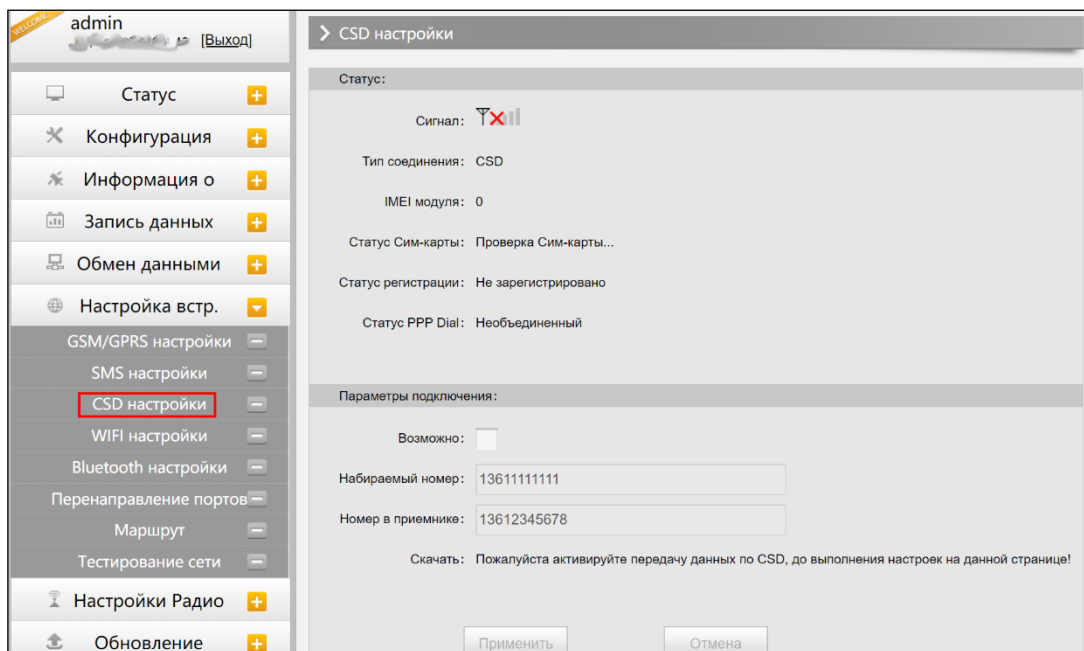 WELCOME
admin
[Выход]
Статус
Конфигурация
Информация о
Запись данных
Обмен данными
Настройка встр.
GSM/GPRS настройки
SMS настройки
CSD настройки
WIFI настройки
Bluetooth настройки
Перенаправление портов
Маршрут
Тестирование сети
Настройки Радио
Обновление
CSD настройки
Статус:
Сигнал:
Тип соединения: CSD
IMEI модуля: 0
Статус Сим-карты: Проверка Сим-карты...
Статус регистрации: Не зарегистрировано
Статус PPP Dial: Необъединенный
Параметры подключения:
Возможно:
Набираемый номер: 13611111111
Номер в приемнике: 13612345678
Скачать: Пожалуйста активируйте передачу данных по CSD, до выполнения настроек на данной странице!
Применить Отмена